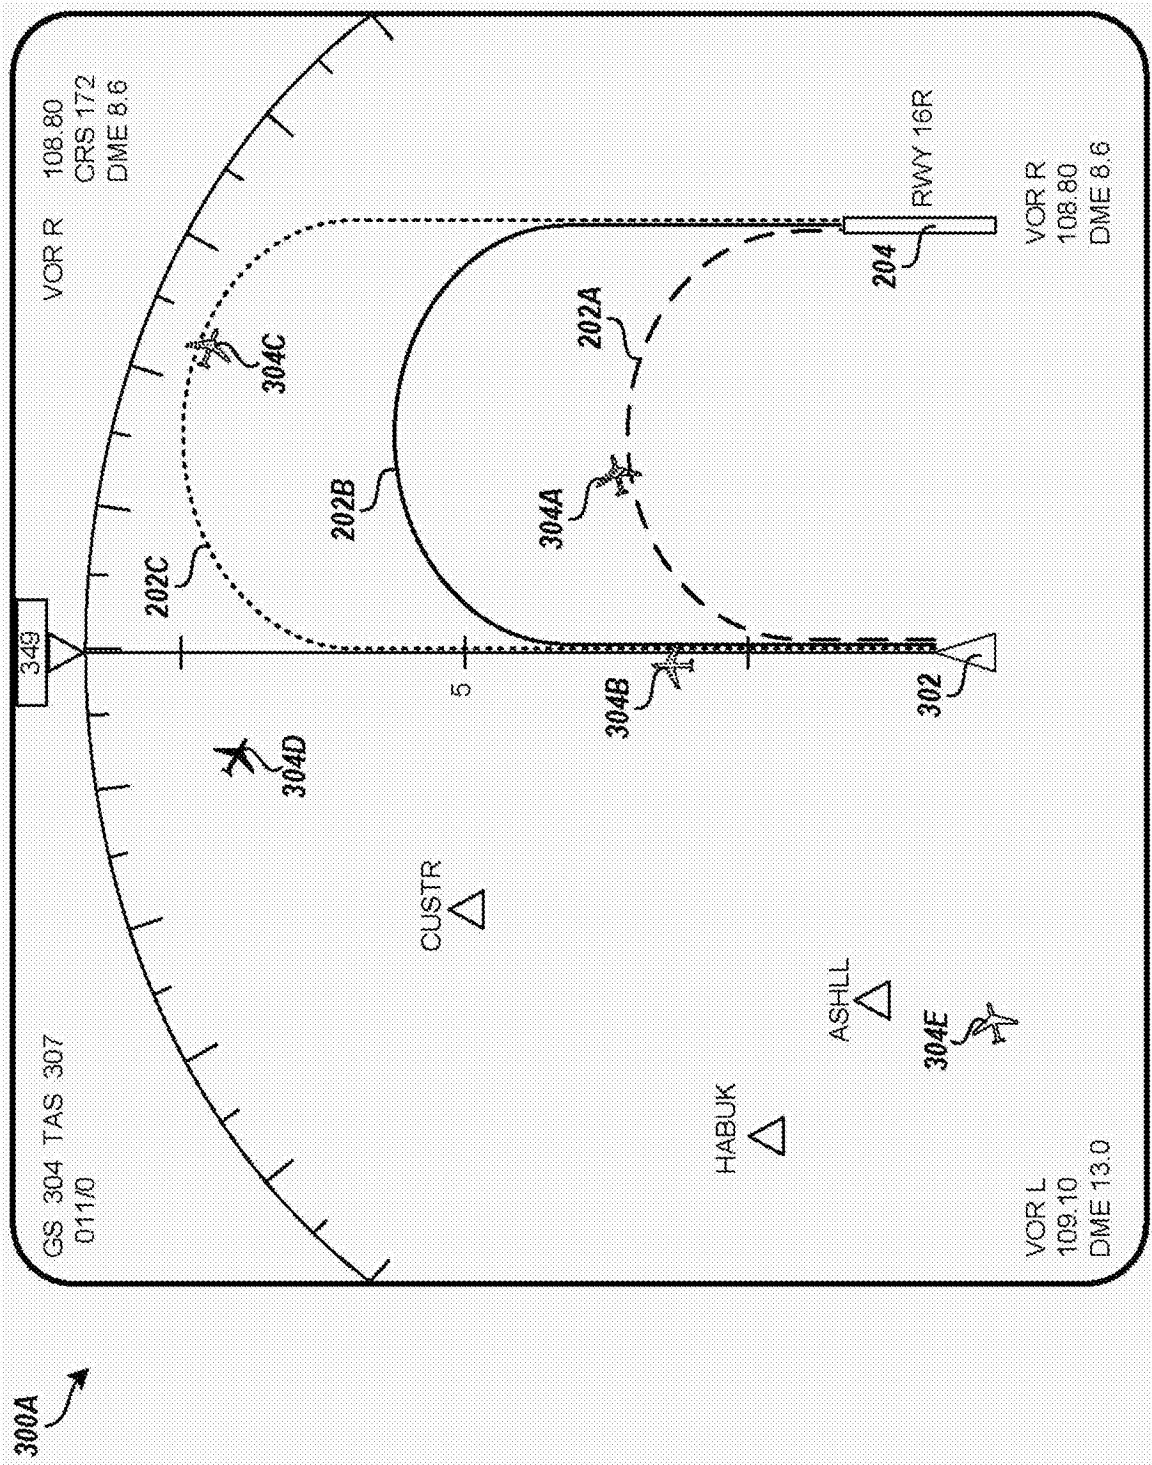 300A
GS 304 TAS 307
011/0
349
VOR R 108.80
CRS 172
DME 8.6
202C
304C
304D
5
202B
202A
304A
304B
CUSTR
HABUK
ASHLL
304E
302
204
RWY 16R
VOR L
109.10
DME 13.0
VOR R
108.80
DME 8.6